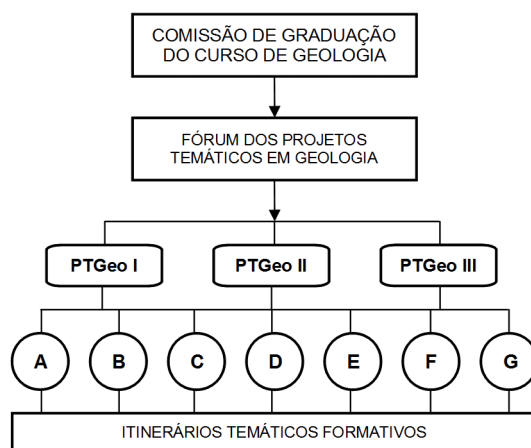 COMISSÃO DE GRADUAÇÃO
DO CURSO DE GEOLOGIA
FÓRUM DOS PROJETOS
TEMÁTICOS EM GEOLOGIA
PTGeo I PTGeo II PTGeo III
A B C D E F G
ITINERÁRIOS TEMÁTICOS FORMATIVOS